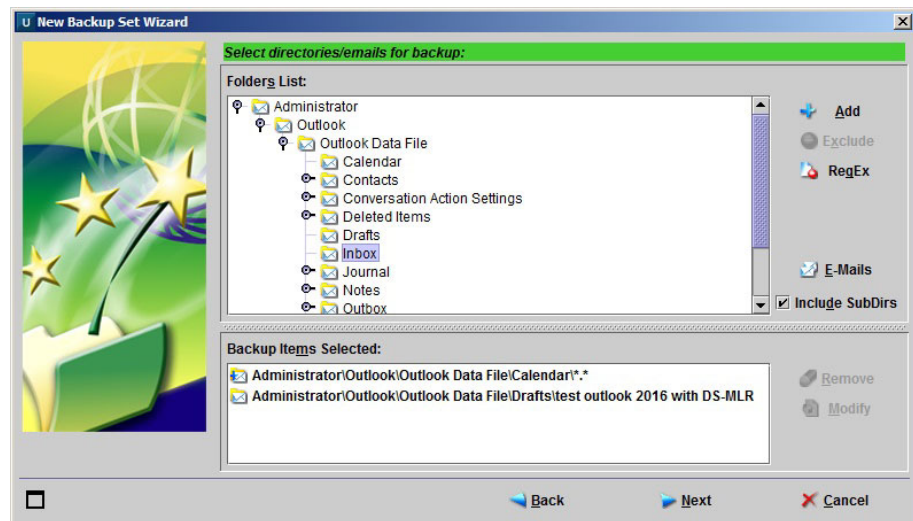 U New Backup Set Wizard
Select directories/emails for backup:
Folders List:
Administrator
Outlook
Outlook Data File
Calendar
Contacts
Conversation Action Settings
Deleted Items
Drafts
Inbox
Journal
Notes
Outbox
Add
Exclude
RegEx
E-Mails
Include SubDirs
Backup Items Selected:
Administrator\Outlook\Outlook Data File\Calendar\*.*
Administrator\Outlook\Outlook Data File\Drafts\test outlook 2016 with DS-MLR
Remove
Modify
Back Next Cancel